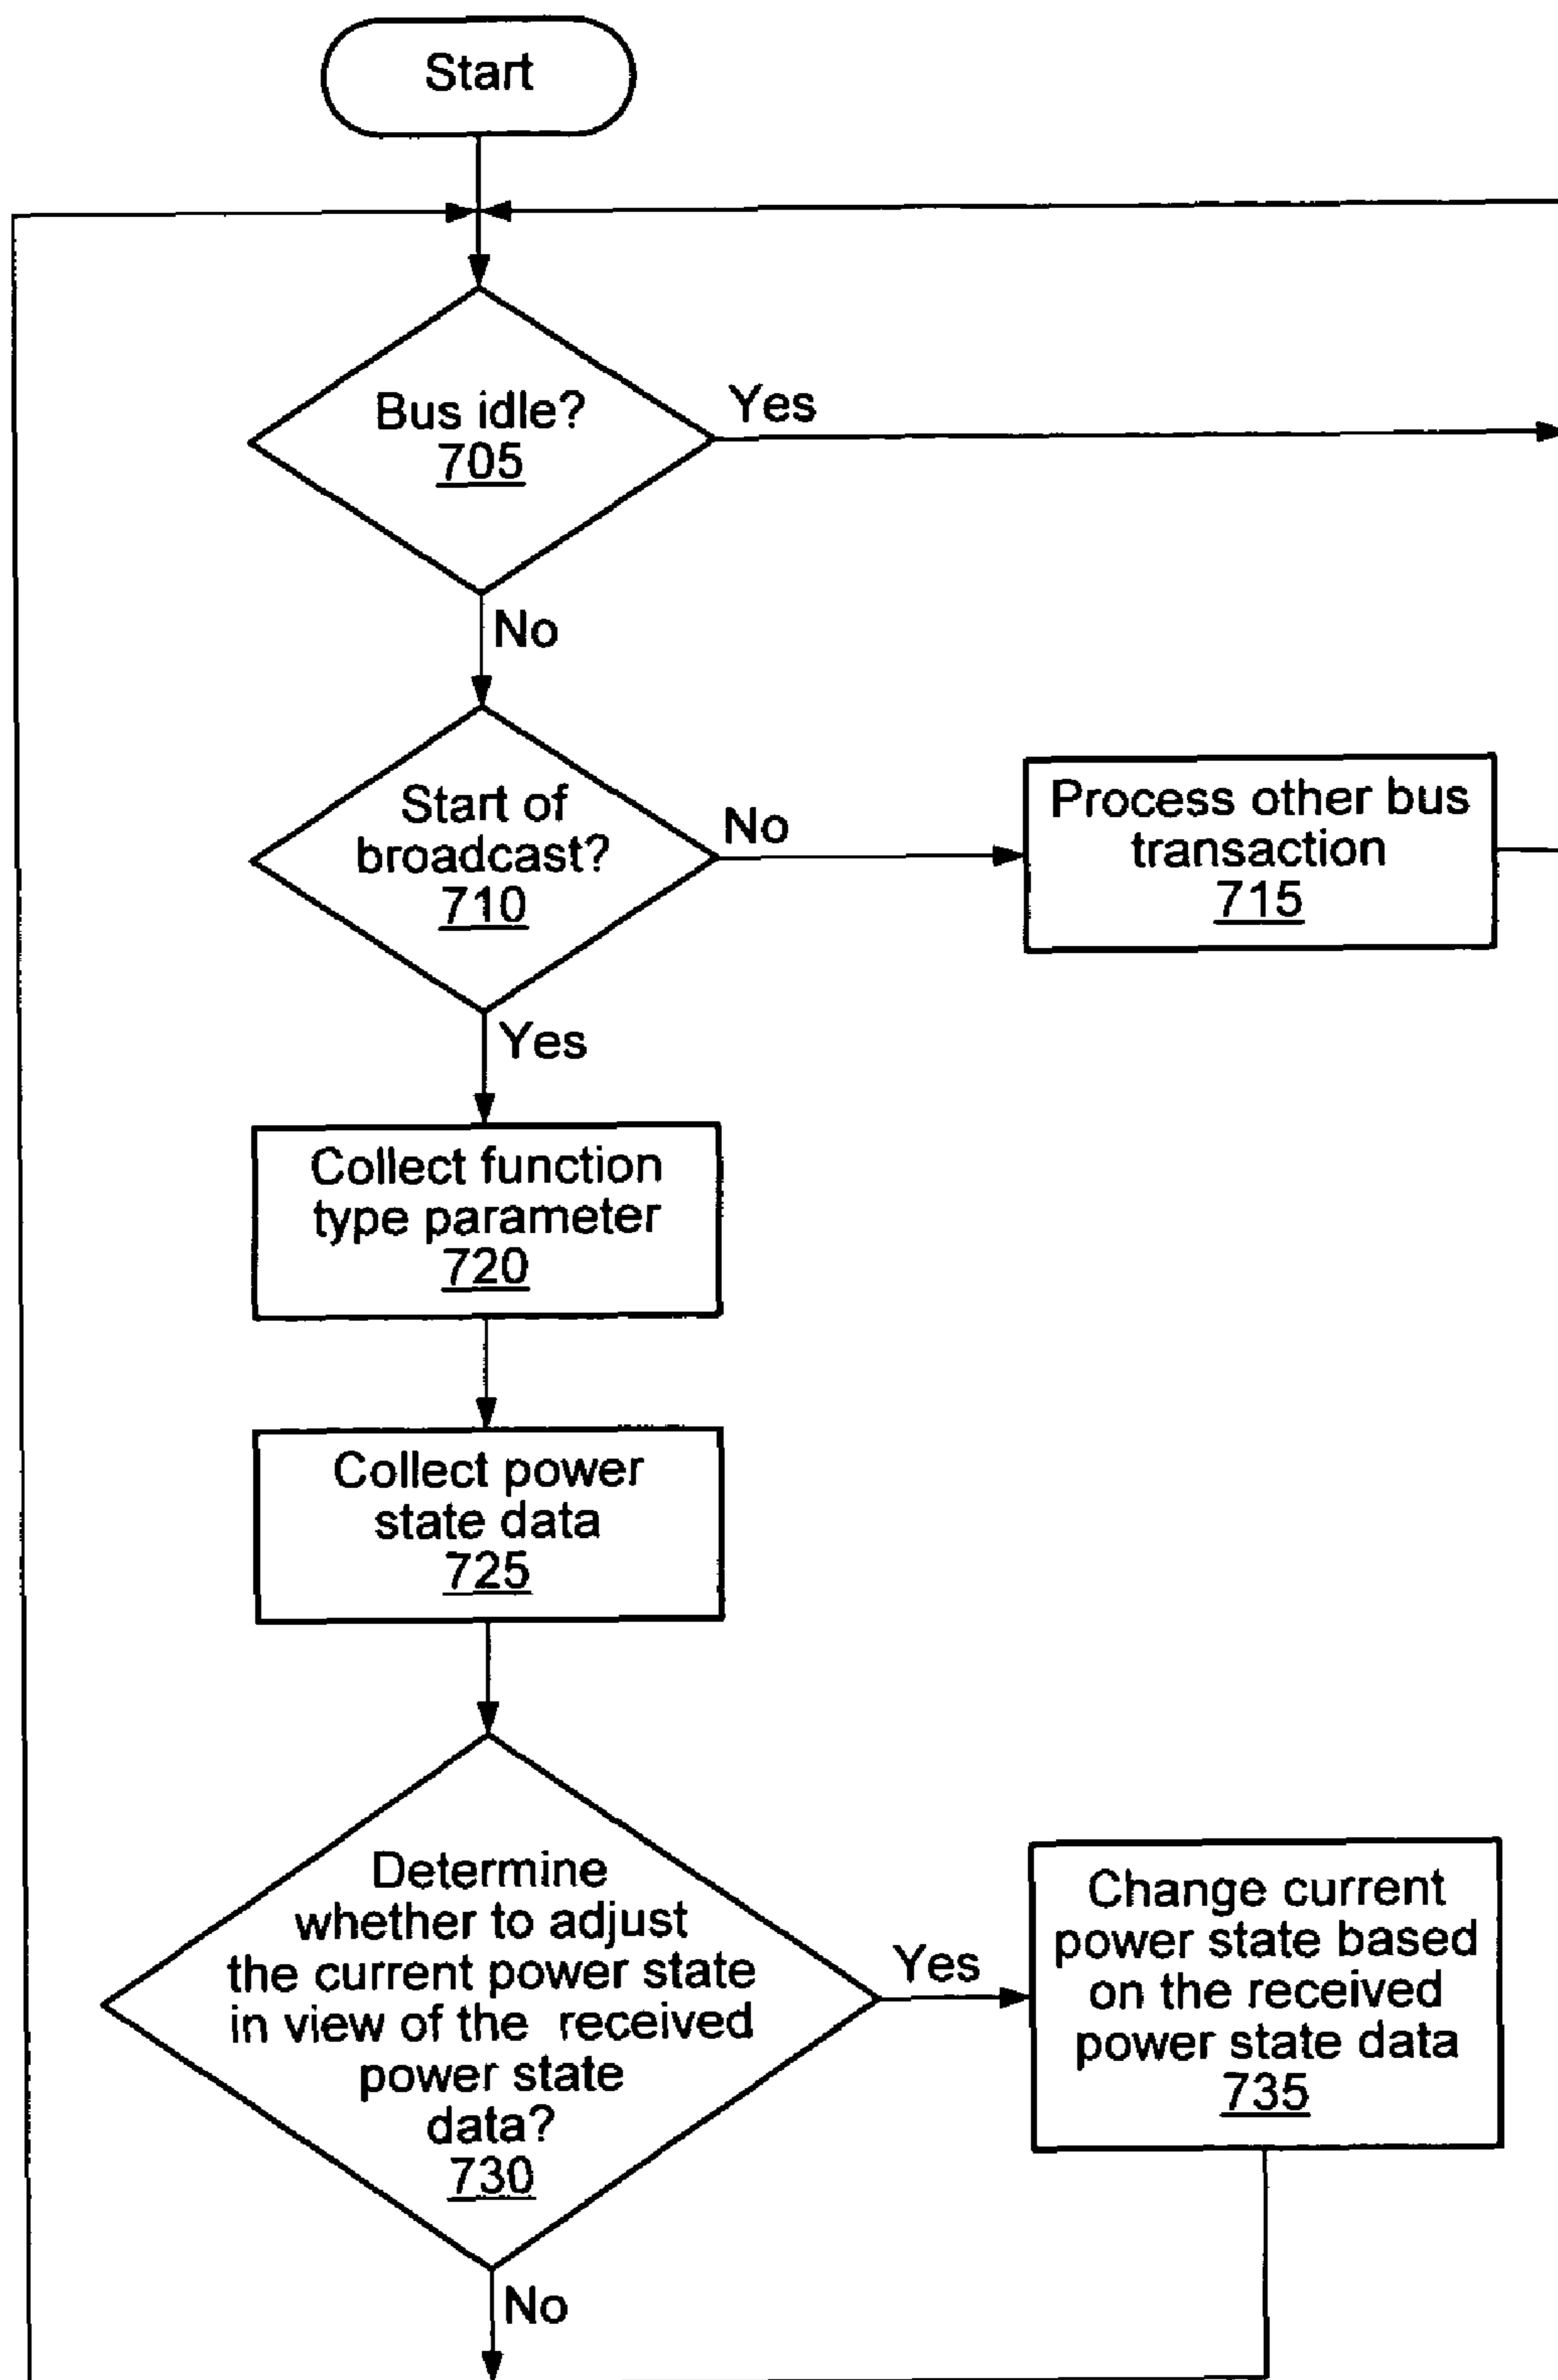 Start
Bus idle?
705
Yes
No
Start of
broadcast?
710
No
Process other bus
transaction
715
Yes
Collect function
type parameter
720
Collect power
state data
725
Determine
whether to adjust
the current power state
in view of the received
power state
data?
730
Yes
Change current
power state based
on the received
power state data
735
No